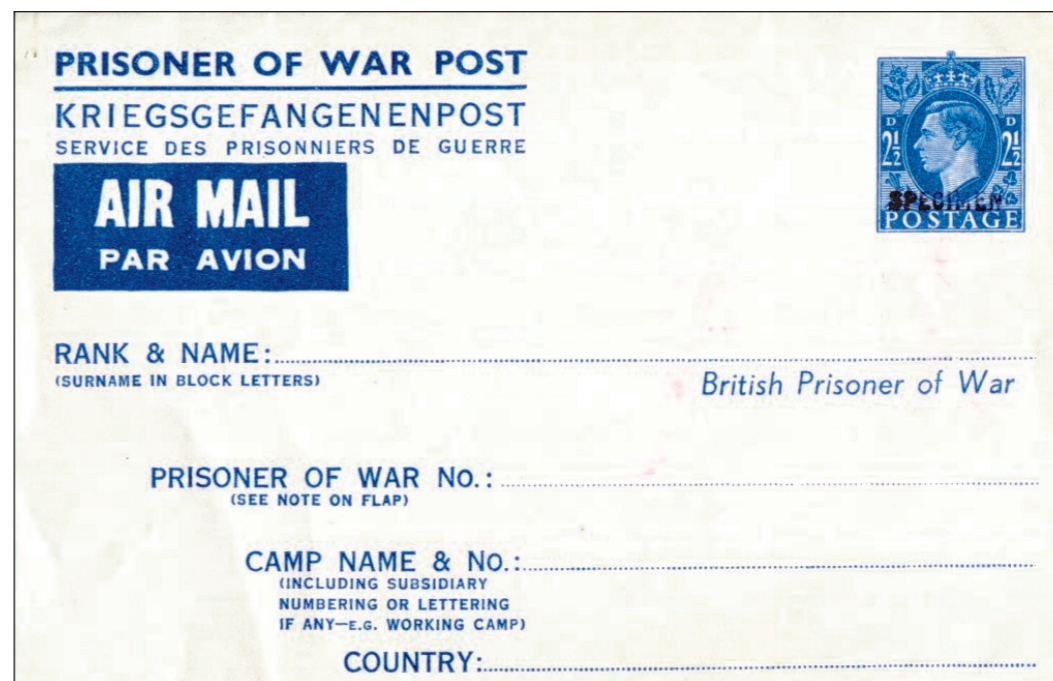 PRISONER OF WAR POST
KRIEGSGEFANGENENPOST
SERVICE DES PRISONNIERS DE GUERRE
AIR MAIL
PAR AVION
D D
2½ 2½
SPECIMEN
POSTAGE
RANK & NAME:
(SURNAME IN BLOCK LETTERS)
British Prisoner of War
PRISONER OF WAR No.:
(SEE NOTE ON FLAP)
CAMP NAME & No.:
(INCLUDING SUBSIDIARY
NUMBERING OR LETTERING
IF ANY—E.G. WORKING CAMP)
COUNTRY: